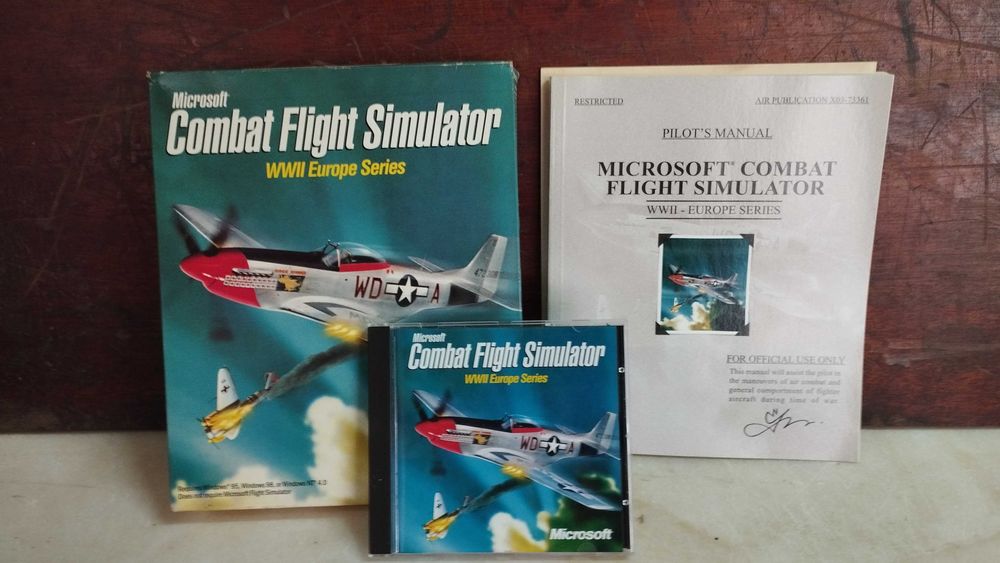 Microsoft
Combat Flight Simulator
WWII Europe Series
WD A
Requires Windows® 95, Windows 98, or Windows NT® 4.0
Does not require Microsoft Flight Simulator
Microsoft
Combat Flight Simulator
WWII Europe Series
WD A
Microsoft
RESTRICTED
AIR PUBLICATION X03-73361
PILOT'S MANUAL
MICROSOFT® COMBAT
FLIGHT SIMULATOR
WWII - EUROPE SERIES
FOR OFFICIAL USE ONLY
This manual will assist the pilot in
the maneuvers of air combat and
general comportment of fighter
aircraft during time of war.